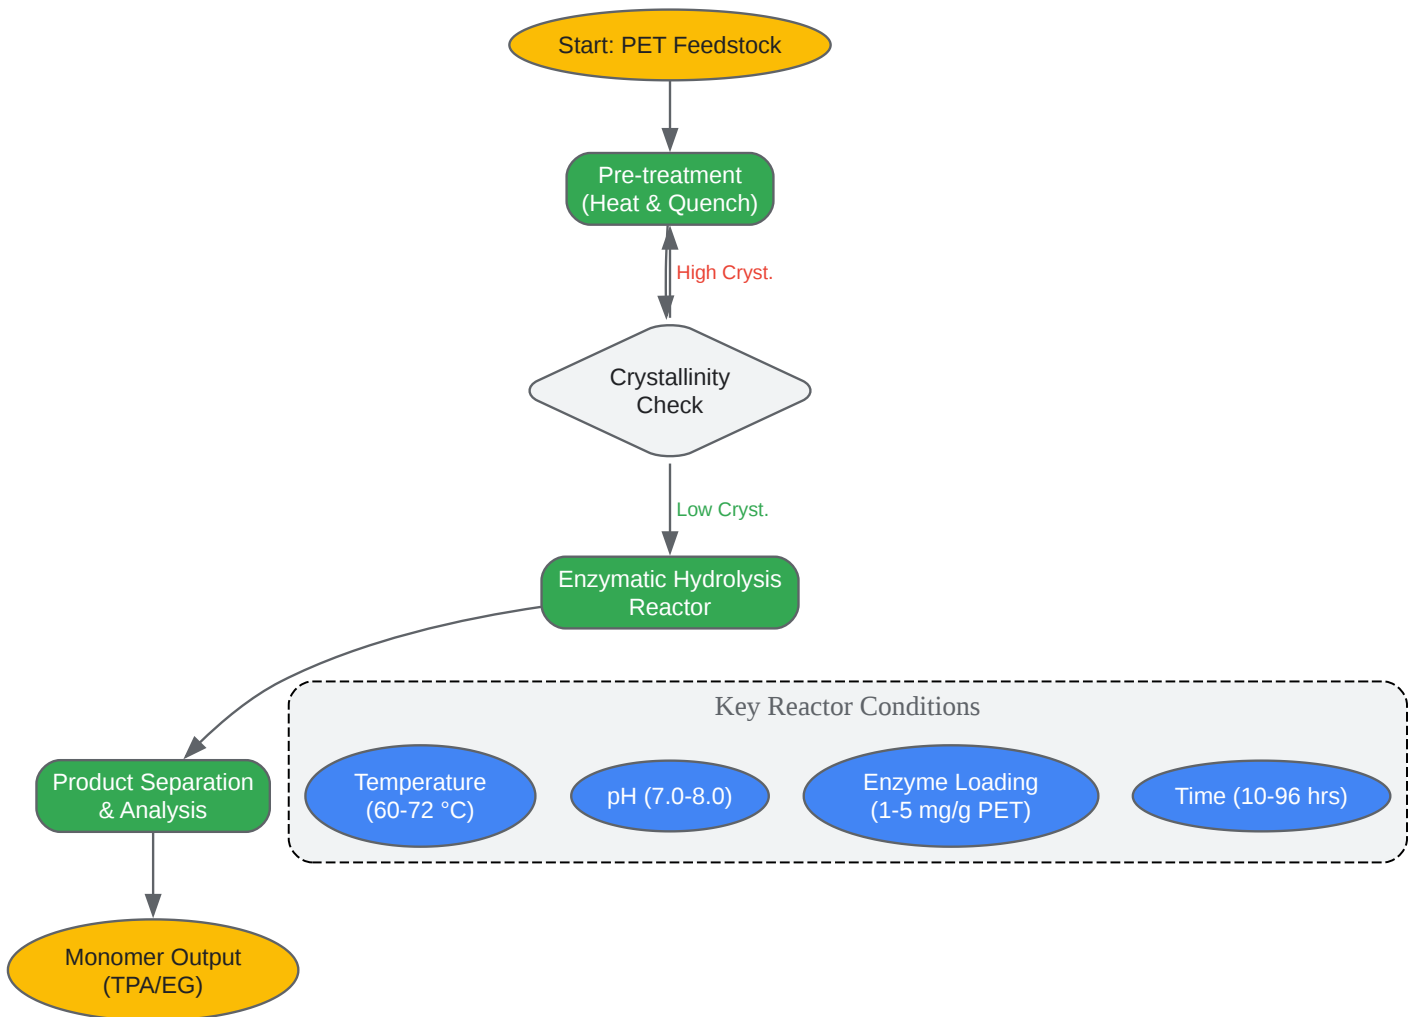 Start: PET Feedstock
Pre-treatment
(Heat & Quench)
High Cryst.
Crystallinity
Check
Low Cryst.
Enzymatic Hydrolysis
Reactor
Key Reactor Conditions
Product Separation
& Analysis
Temperature
(60-72 °C)
pH (7.0-8.0)
Enzyme Loading
(1-5 mg/g PET)
Time (10-96 hrs)
Monomer Output
(TPA/EG)